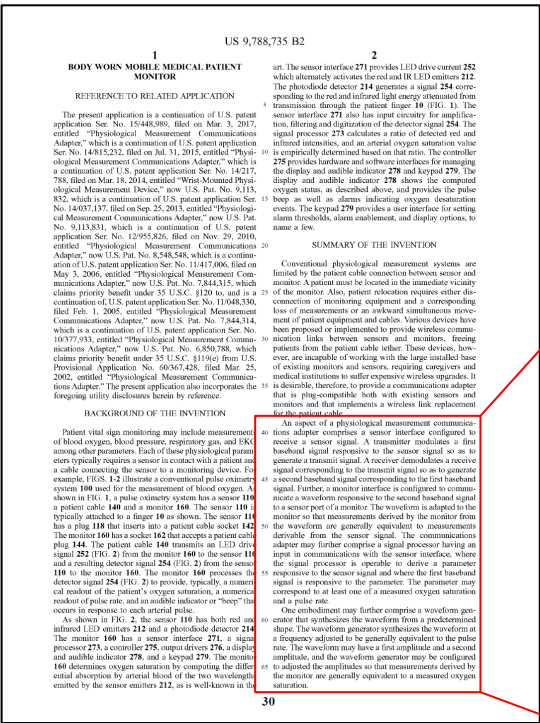 US 9,788,735 B2
1
BODY WORN MOBILE MEDICAL PATIENT
MONITOR
REFERENCE TO RELATED APPLICATION
The present application is a continuation of U.S. patent
application Ser. No. 15/448,989, filed on Mar. 3, 2017,
entitled “Physiological Measurement Communications
Adapter,” which is a continuation of U.S. patent application
Ser. No. 14/815,232, filed on Jul. 31, 2015, entitled “Physi-
ological Measurement Communications Adapter,” which is
a continuation of U.S. patent application Ser. No. 14/217,
788, filed on Mar. 18, 2014, entitled “Wrist-Mounted Physi-
ological Measurement Device,” now U.S. Pat. No. 9,113,
832, which is a continuation of U.S. patent application Ser.
No. 14/037,137, filed on Sep. 25, 2013, entitled “Physiologi-
cal Measurement Communications Adapter,” now U.S. Pat.
No. 9,113,831, which is a continuation of U.S. patent
application Ser. No. 12/955,826, filed on Nov. 29, 2010,
entitled “Physiological Measurement Communications
Adapter,” now U.S. Pat. No. 8,548,548, which is a continu-
ation of U.S. patent application Ser. No. 11/417,006, filed on
May 3, 2006, entitled “Physiological Measurement Com-
munications Adapter,” now U.S. Pat. No. 7,844,315, which
claims priority benefit under 35 U.S.C. §120 to, and is a
continuation of, U.S. patent application Ser. No. 11/048,330,
filed Feb. 1, 2005, entitled “Physiological Measurement
Communications Adapter,” now U.S. Pat. No. 7,844,314,
which is a continuation of U.S. patent application Ser. No.
10/377,933, entitled “Physiological Measurement Commu-
nications Adapter,” now U.S. Pat. No. 6,850,788, which
claims priority benefit under 35 U.S.C. §119(e) from U.S.
Provisional Application No. 60/367,428, filed Mar. 25,
2002, entitled “Physiological Measurement Communica-
tions Adapter.” The present application also incorporates the
foregoing utility disclosures herein by reference.
BACKGROUND OF THE INVENTION
Patient vital sign monitoring may include measurements
of blood oxygen, blood pressure, respiratory gas, and EKG
among other parameters. Each of these physiological param-
eters typically requires a sensor in contact with a patient and
a cable connecting the sensor to a monitoring device. For
example, FIGS. 1-2 illustrate a conventional pulse oximetry
system 100 used for the measurement of blood oxygen. As
shown in FIG. 1, a pulse oximetry system has a sensor 110
a patient cable 140 and a monitor 160. The sensor 110 is
typically attached to a finger 10 as shown. The sensor 110
has a plug 118 that inserts into a patient cable socket 142
The monitor 160 has a socket 162 that accepts a patient cable
plug 144. The patient cable 140 transmits an LED drive
signal 252 (FIG. 2) from the monitor 160 to the sensor 110
and a resulting detector signal 254 (FIG. 2) from the sensor
110 to the monitor 160. The monitor 160 processes the
detector signal 254 (FIG. 2) to provide, typically, a numeri-
cal readout of the patient’s oxygen saturation, a numerical
readout of pulse rate, and an audible indicator or “beep” that
occurs in response to each arterial pulse.
As shown in FIG. 2, the sensor 110 has both red and
infrared LED emitters 212 and a photodiode detector 214
The monitor 160 has a sensor interface 271, a signal
processor 273, a controller 275, output drivers 276, a display
and audible indicator 278, and a keypad 279. The monitor
160 determines oxygen saturation by computing the differ-
ential absorption by arterial blood of the two wavelengths
emitted by the sensor emitters 212, as is well-known in the
2
art. The sensor interface 271 provides LED drive current 252
which alternately activates the red and IR LED emitters 212.
The photodiode detector 214 generates a signal 254 corre-
sponding to the red and infrared light energy attenuated from
5 transmission through the patient finger 10 (FIG. 1). The
sensor interface 271 also has input circuitry for amplifica-
tion, filtering and digitization of the detector signal 254. The
signal processor 273 calculates a ratio of detected red and
infrared intensities, and an arterial oxygen saturation value
10 is empirically determined based on that ratio. The controller
275 provides hardware and software interfaces for managing
the display and audible indicator 278 and keypad 279. The
display and audible indicator 278 shows the computed
oxygen status, as described above, and provides the pulse
15 beep as well as alarms indicating oxygen desaturation
events. The keypad 279 provides a user interface for setting
alarm thresholds, alarm enablement, and display options, to
name a few.
20
SUMMARY OF THE INVENTION
Conventional physiological measurement systems are
limited by the patient cable connection between sensor and
monitor. A patient must be located in the immediate vicinity
25 of the monitor. Also, patient relocation requires either dis-
connection of monitoring equipment and a corresponding
loss of measurements or an awkward simultaneous move-
ment of patient equipment and cables. Various devices have
been proposed or implemented to provide wireless commu-
30 nication links between sensors and monitors, freeing
patients from the patient cable tether. These devices, how-
ever, are incapable of working with the large installed base
of existing monitors and sensors, requiring caregivers and
medical institutions to suffer expensive wireless upgrades. It
35 is desirable, therefore, to provide a communications adapter
that is plug-compatible both with existing sensors and
monitors and that implements a wireless link replacement
for the patient cable.
An aspect of a physiological measurement communica-
40 tions adapter comprises a sensor interface configured to
receive a sensor signal. A transmitter modulates a first
baseband signal responsive to the sensor signal so as to
generate a transmit signal. A receiver demodulates a receive
signal corresponding to the transmit signal so as to generate
45 a second baseband signal corresponding to the first baseband
signal. Further, a monitor interface is configured to commu-
nicate a waveform responsive to the second baseband signal
to a sensor port of a monitor. The waveform is adapted to the
monitor so that measurements derived by the monitor from
50 the waveform are generally equivalent to measurements
derivable from the sensor signal. The communications
adapter may further comprise a signal processor having an
input in communications with the sensor interface, where
the signal processor is operable to derive a parameter
55 responsive to the sensor signal and where the first baseband
signal is responsive to the parameter. The parameter may
correspond to at least one of a measured oxygen saturation
and a pulse rate.
One embodiment may further comprise a waveform gen-
60 erator that synthesizes the waveform from a predetermined
shape. The waveform generator synthesizes the waveform at
a frequency adjusted to be generally equivalent to the pulse
rate. The waveform may have a first amplitude and a second
amplitude, and the waveform generator may be configured
65 to adjusted the amplitudes so that measurements derived by
the monitor are generally equivalent to a measured oxygen
saturation.
30